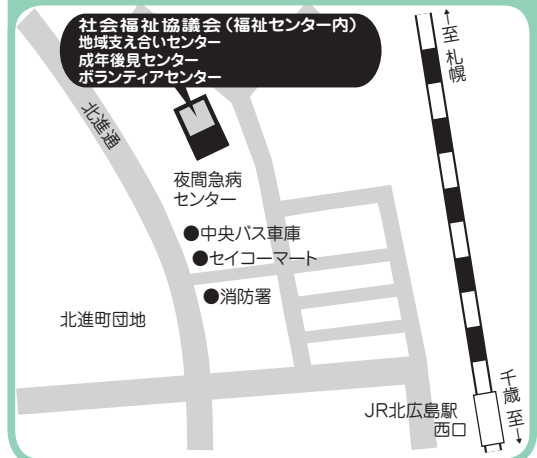 社会福祉協議会(福祉センター内)
地域支え合いセンター
成年後見センター
ボランティアセンター
←至 札幌
北進通
夜間急病
センター
●中央バス車庫
●セイコーマート
●消防署
北進町団地
JR北広島駅
西口
千歳 至→